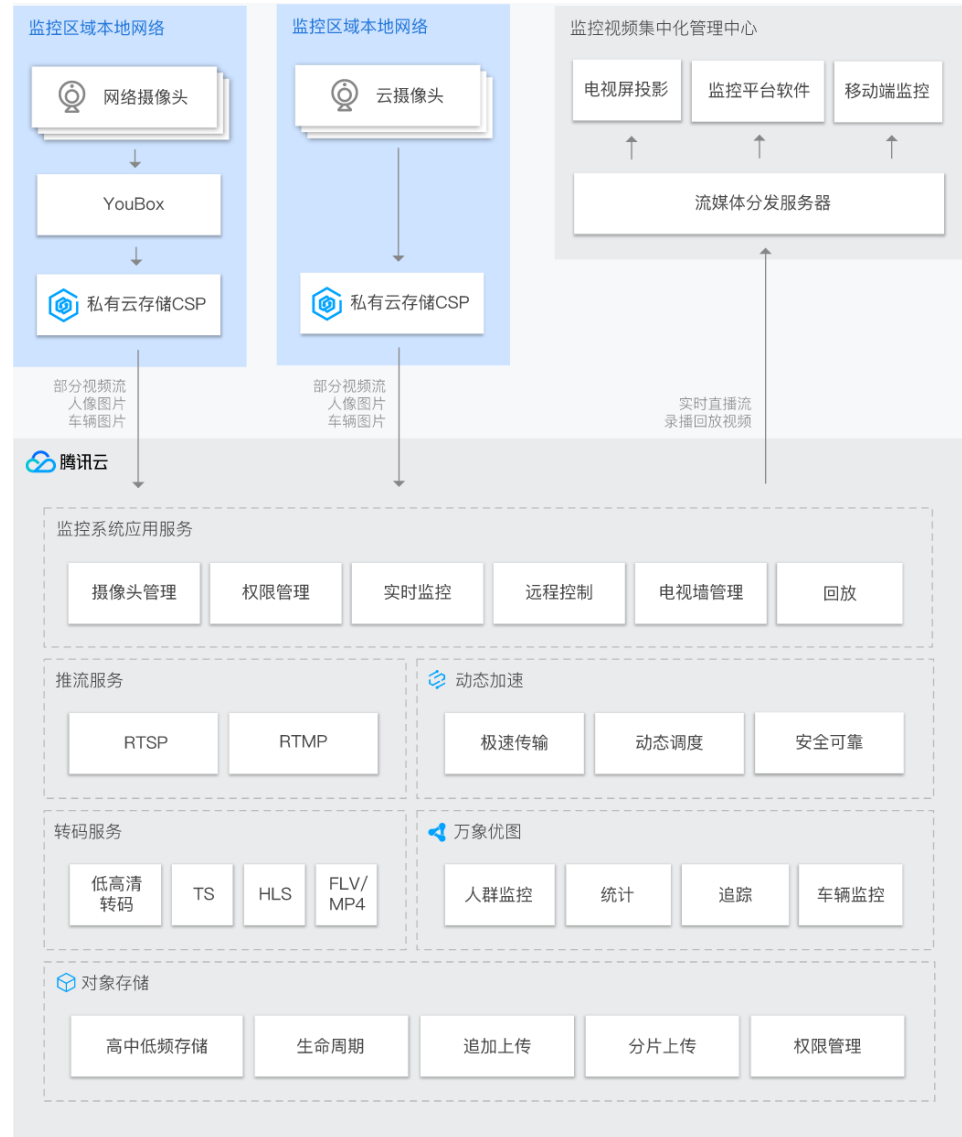 监控区域本地网络
网络摄像头
YouBox
私有云存储CSP
部分视频流
人像图片
车辆图片
监控区域本地网络
云摄像头
私有云存储CSP
部分视频流
人像图片
车辆图片
监控视频集中化管理中心
电视屏投影
监控平台软件
移动端监控
流媒体分发服务器
实时直播流
录播回放视频
腾讯云
监控系统应用服务
摄像头管理
权限管理
实时监控
远程控制
电视墙管理
回放
推流服务
RTSP
RTMP
动态加速
极速传输
动态调度
安全可靠
转码服务
低高清
转码
TS
HLS
FLV/
MP4
万象优图
人群监控
统计
追踪
车辆监控
对象存储
高中低频存储
生命周期
追加上传
分片上传
权限管理